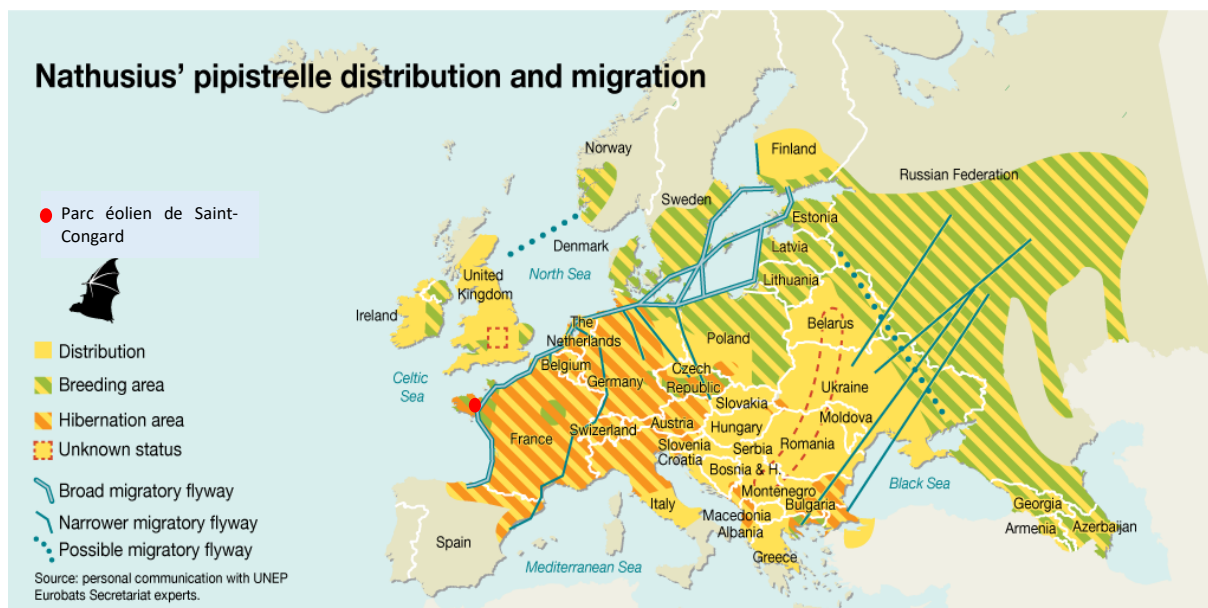 Nathusius’ pipistrelle distribution and migration
Parc éolien de Saint-
Congard
Distribution
Breeding area
Hibernation area
Unknown status
Broad migratory flyway
Narrower migratory flyway
Possible migratory flyway
Source: personal communication with UNEP
Eurobats Secretariat experts.
Norway
Finland
Russian Federation
Sweden
Estonia
Denmark
Latvia
North Sea
United
Kingdom
Lithuania
Ireland
The
Netherlands
Belarus
Poland
Belgium
Celtic
Sea
Germany
Czech
Republic
Ukraine
Slovakia
Moldova
France
Switzerland
Austria
Hungary
Slovenia
Croatia
Serbia
Romania
Bosnia & H.
Black Sea
Montenegro
Italy
Bulgaria
Georgia
Macedonia
Albania
Armenia
Azerbaijan
Spain
Greece
Mediterranean Sea